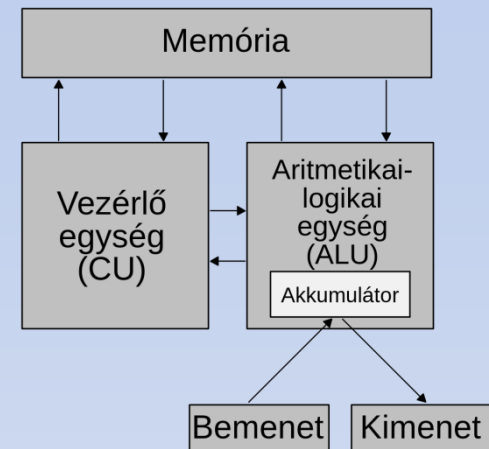 Memória
Vezérlő
egység
(CU)
Aritmetikai-
logikai
egység
(ALU)
Akkumulátor
Bemenet
Kimenet